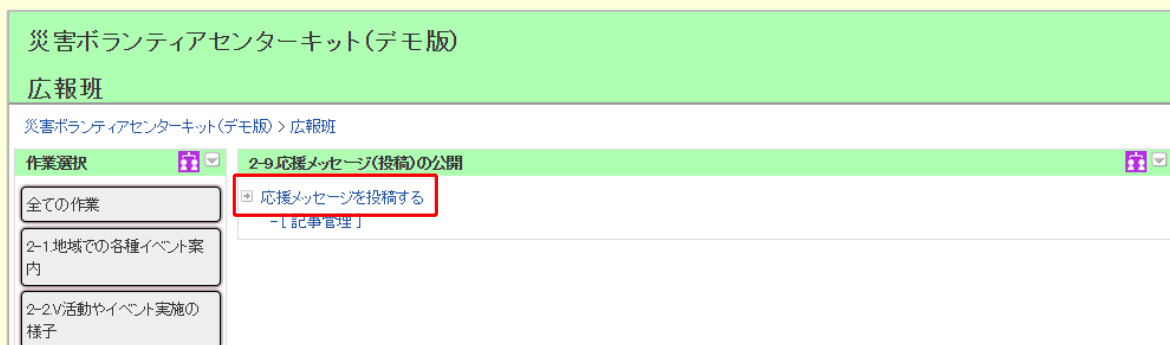 災害ボランティアセンターキット(デモ版)
広報班
災害ボランティアセンターキット(デモ版) > 広報班
作業選択
2-9.応援メッセージ(投稿)の公開
全ての作業
応援メッセージを投稿する
-[ 記事管理 ]
2-1.地域での各種イベント案
内
2-2.V活動やイベント実施の
様子